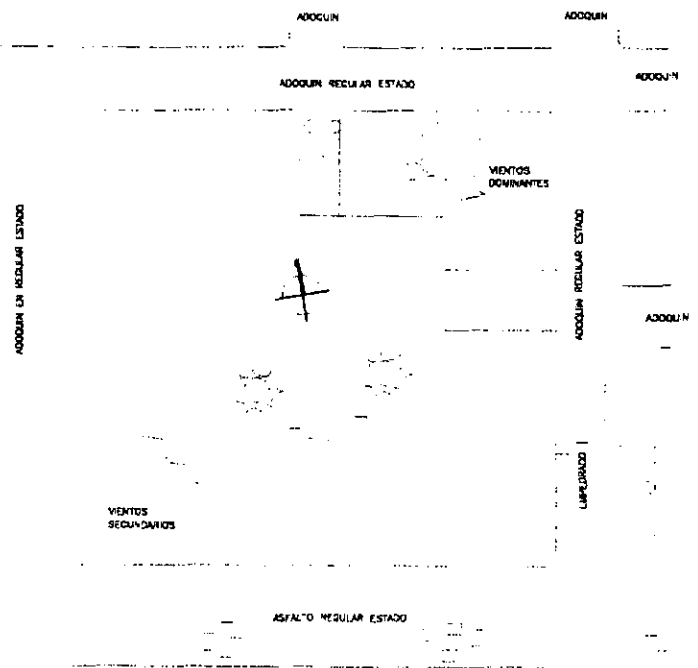 ADOQUIN
ADOQUIN
ADOQUIN
ADOQUIN REGULAR ESTADO
VIENTOS
DOMINANTES
ADOQUIN EN REGULAR ESTADO
ADOQUIN REGULAR ESTADO
ADOQUIN
EMPEDRADO
VIENTOS
SECUNDARIOS
ASFALTO REGULAR ESTADO